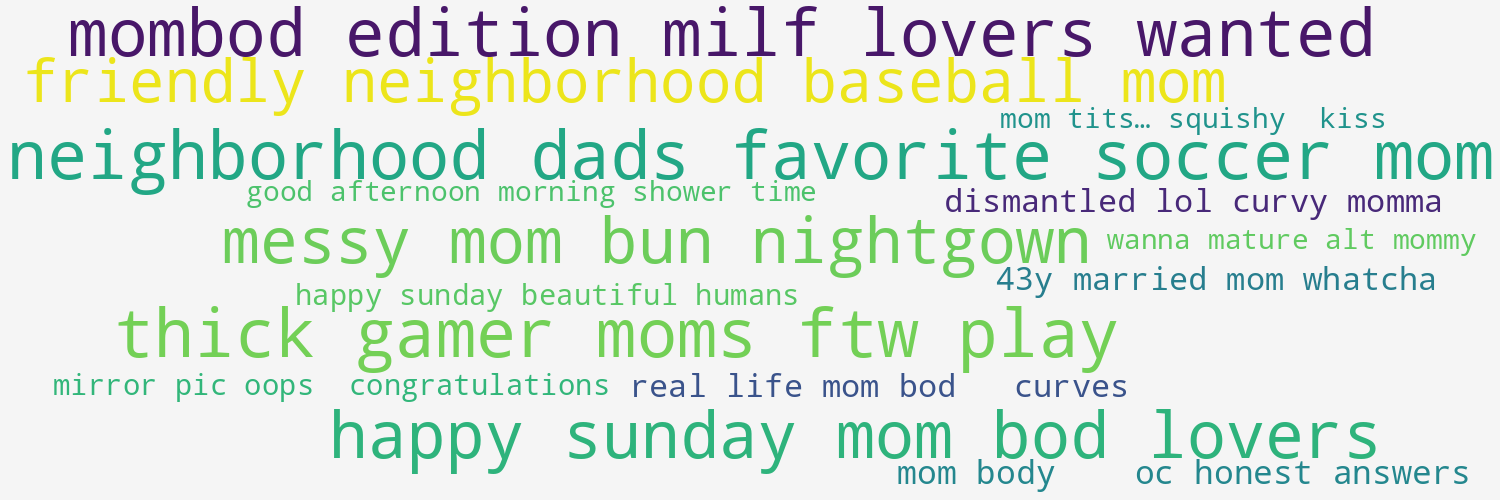 mombod edition milf lovers wanted
friendly neighborhood baseball mom
mom tits… squishy kiss
neighborhood dads favorite soccer mom
good afternoon morning shower time
dismantled lol curvy momma
messy mom bun nightgown
wanna mature alt mommy
43y married mom whatcha
happy sunday beautiful humans
thick gamer moms ftw play
mirror pic oops congratulations
real life mom bod curves
happy sunday mom bod lovers
mom body oc honest answers